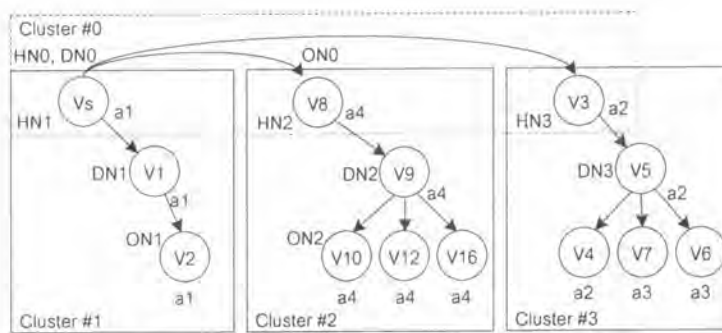 Cluster #0
HN0, DN0
ON0
Vs
a1
HN1
V8
a4
HN2
V3
a2
HN3
DN1
V1
a1
DN2
V9
a4
DN3
V5
a2
ON1
V2
a1
ON2
V10
V12
V16
a4
a4
a4
V4
V7
V6
a2
a3
a3
Cluster #1
Cluster #2
Cluster #3